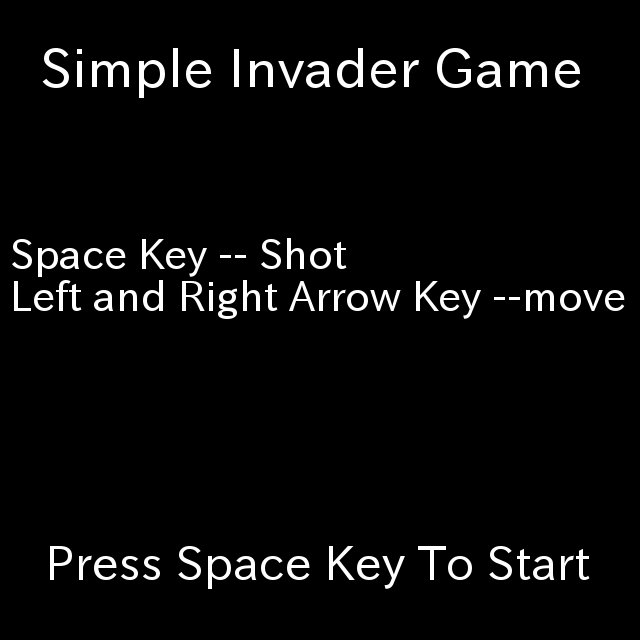 Simple Invader Game
Space Key -- Shot
Left and Right Arrow Key --move
Press Space Key To Start